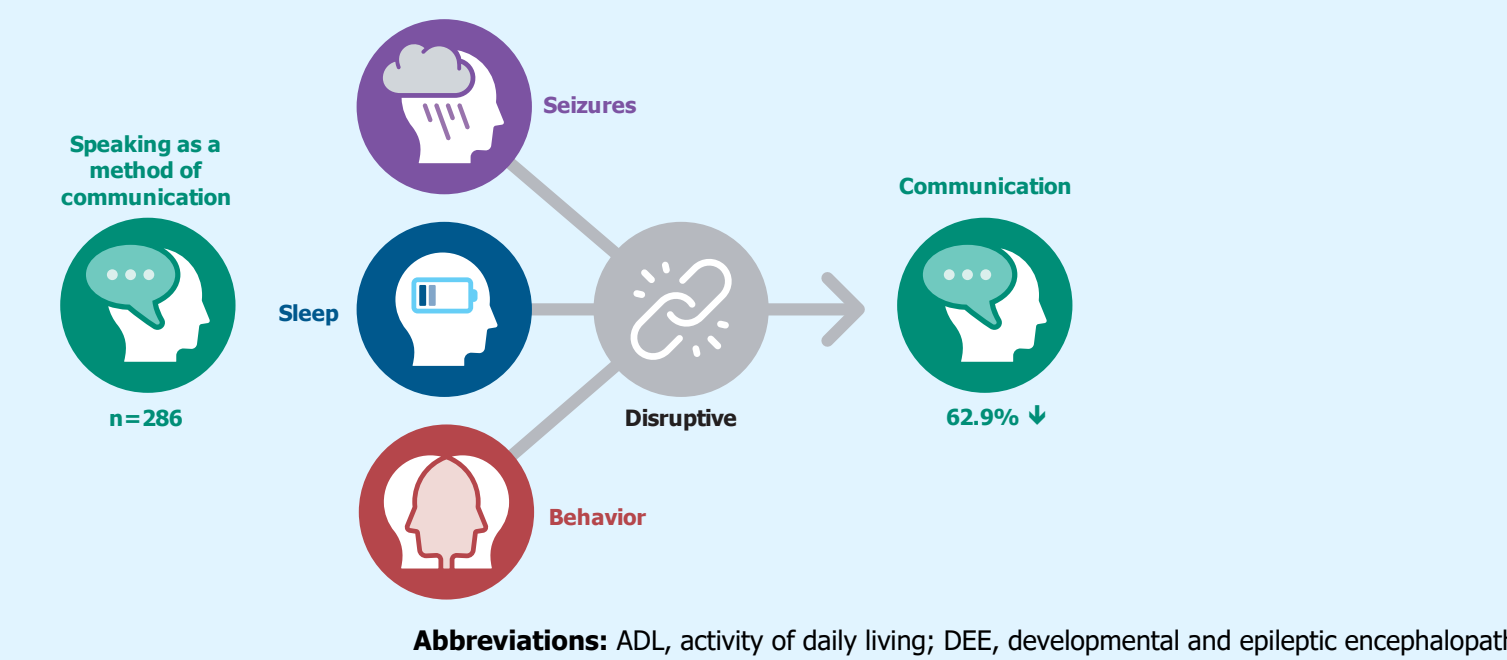 Speaking as a
method of
communication
n=286
Seizures
Sleep
Behavior
Disruptive
Communication
62.9% ↓
Abbreviations: ADL, activity of daily living; DEE, developmental and epileptic